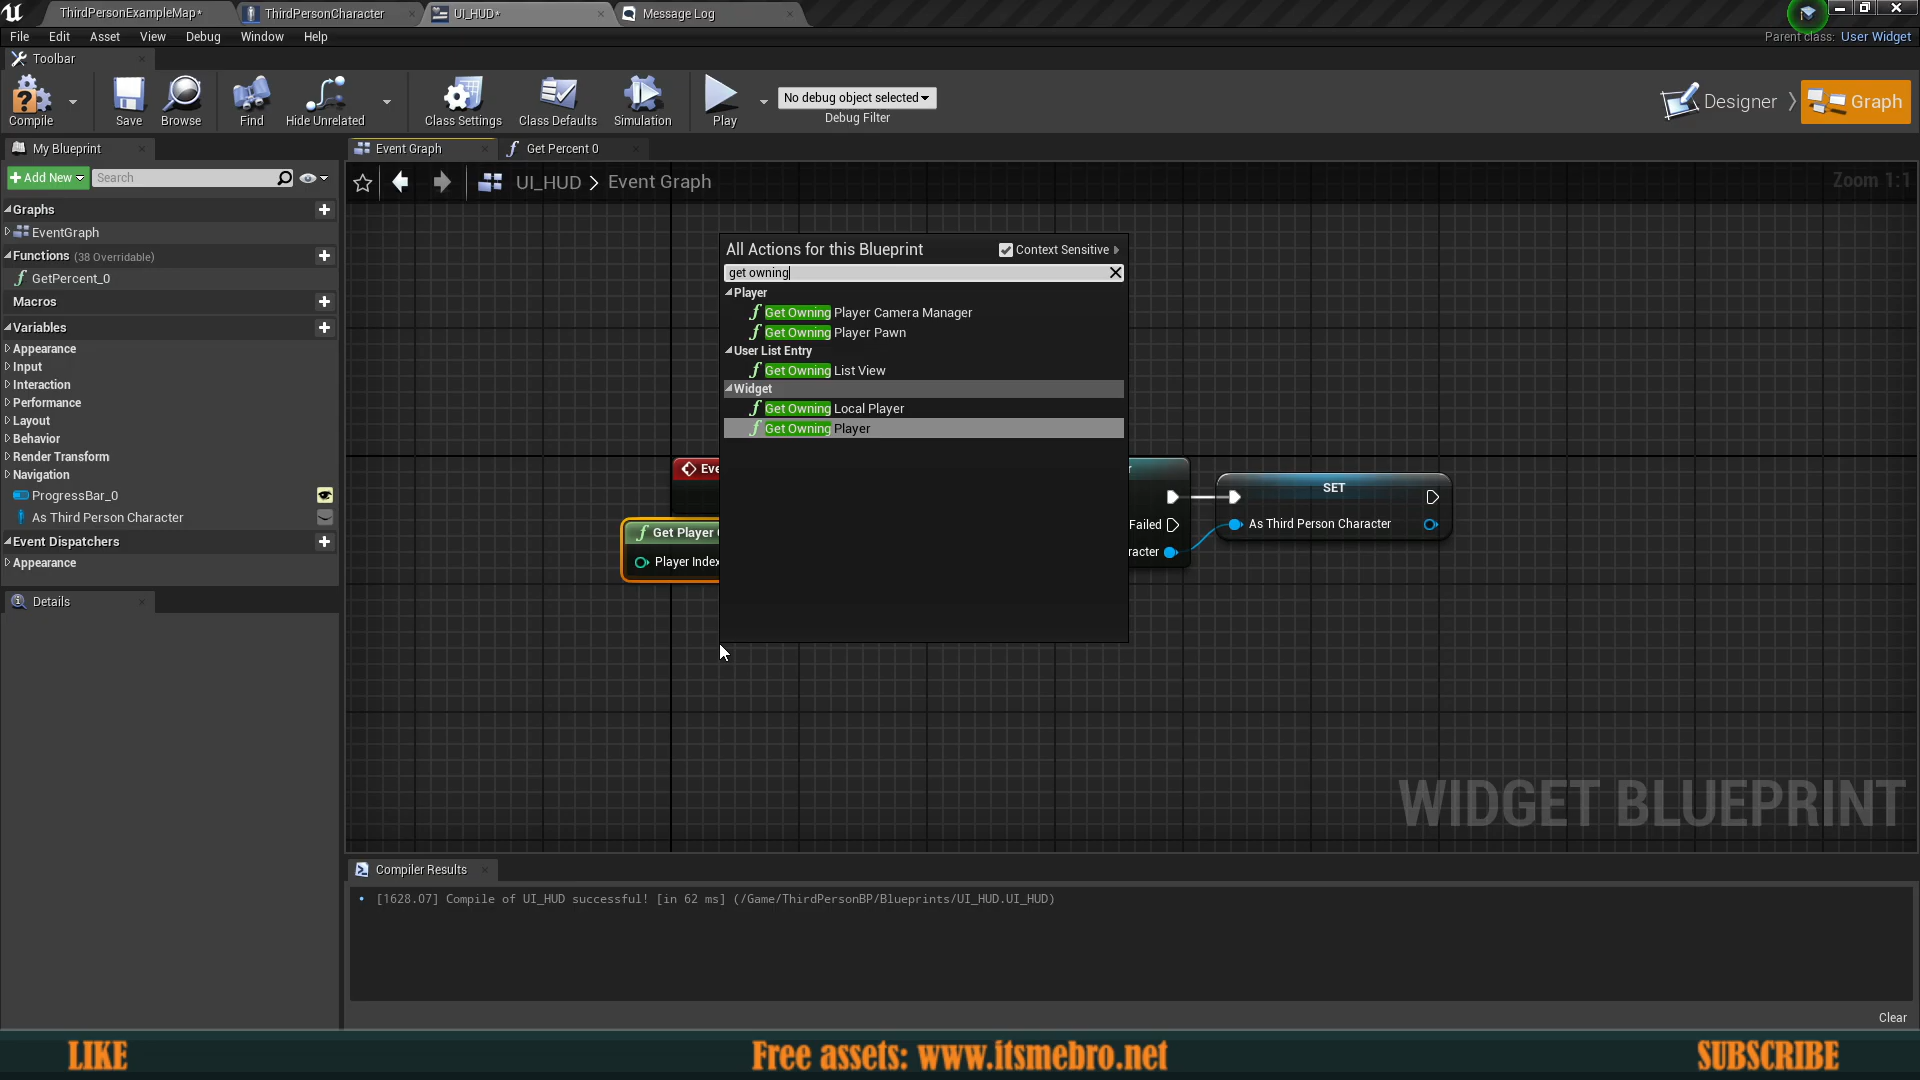 ThirdPersonExampleMap*
ThirdPersonCharacter
UI_HUD*
Message Log
File Edit Asset View Debug Window Help
Parent class: User Widget
Toolbar
Compile
Save
Browse
Find
Hide Unrelated
Class Settings
Class Defaults
Simulation
Play
No debug object selected
Debug Filter
Designer
Graph
My Blueprint
Event Graph
Get Percent 0
Add New
Search
UI_HUD > Event Graph
Zoom 1:1
Graphs
EventGraph
Functions (38 Overridable)
GetPercent_0
Macros
Variables
Appearance
Input
Interaction
Performance
Layout
Behavior
Render Transform
Navigation
ProgressBar_0
As Third Person Character
Event Dispatchers
Appearance
Details
All Actions for this Blueprint
Context Sensitive
get owning
Player
Get Owning Player Camera Manager
Get Owning Player Pawn
User List Entry
Get Owning List View
Widget
Get Owning Local Player
Get Owning Player
Eve
Get Player
Player Index
r
Failed
racter
SET
As Third Person Character
WIDGET BLUEPRINT
Compiler Results
[1628.07] Compile of UI_HUD successful! [in 62 ms] (/Game/ThirdPersonBP/Blueprints/UI_HUD.UI_HUD)
Clear
LIKE
Free assets: www.itsmebro.net
SUBSCRIBE